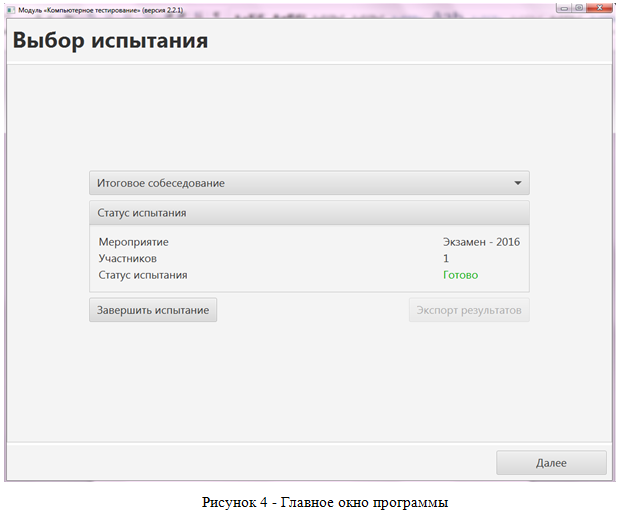 Модуль «Компьютерное тестирование» (версия 2.2.1)
Выбор испытания
Итоговое собеседование
Статус испытания
Мероприятие Экзамен - 2016
Участников 1
Статус испытания Готово
Завершить испытание Экспорт результатов
Далее
Рисунок 4 - Главное окно программы